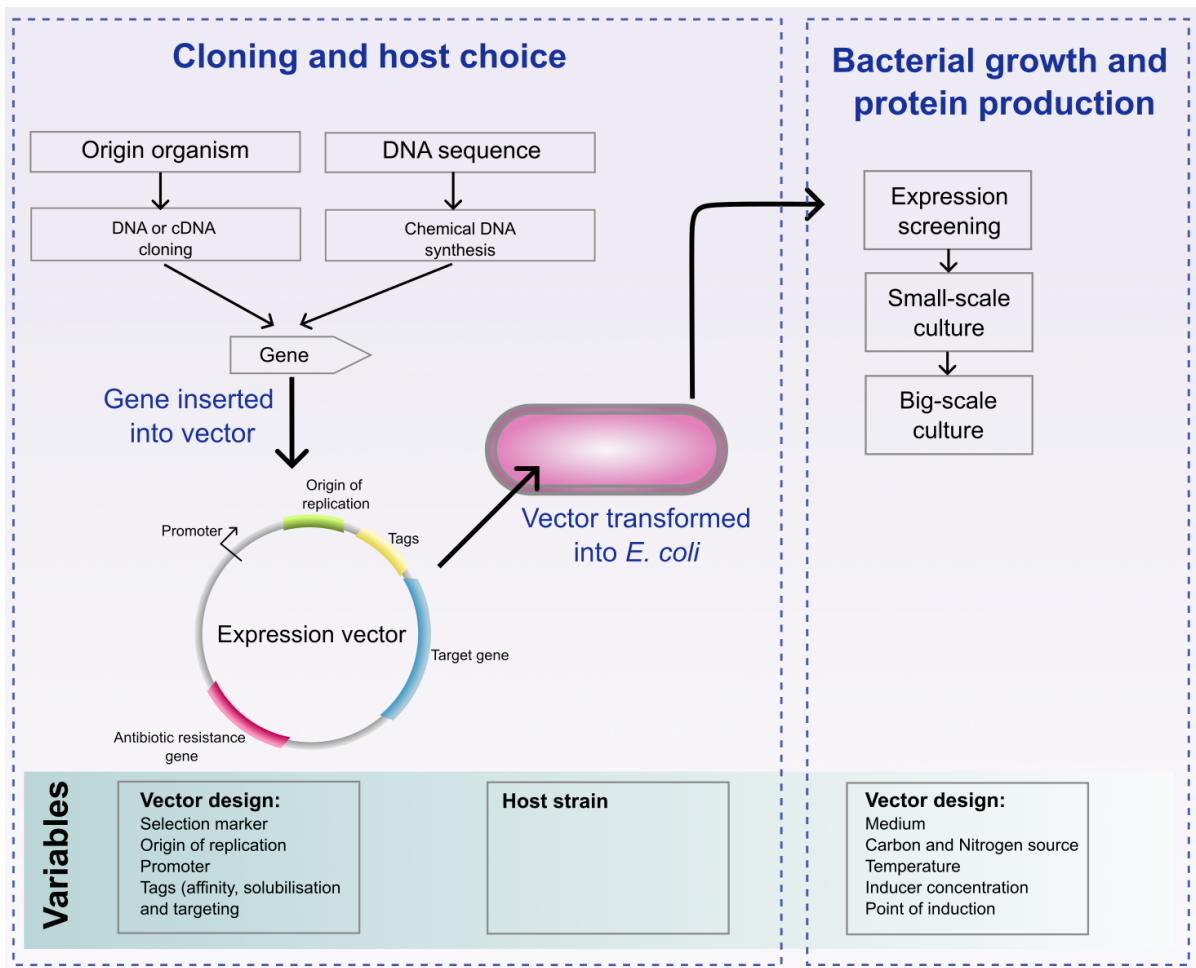 Cloning and host choice
Origin organism
DNA sequence
DNA or cDNA
cloning
Chemical DNA
synthesis
Gene
Gene inserted
into vector
Origin of
replication
Promoter
Tags
Expression vector
Target gene
Antibiotic resistance
gene
Vector transformed
into E. coli
Bacterial growth and
protein production
Expression
screening
Small-scale
culture
Big-scale
culture
Variables
Vector design:
Selection marker
Origin of replication
Promoter
Tags (affinity, solubilisation
and targeting
Host strain
Vector design:
Medium
Carbon and Nitrogen source
Temperature
Inducer concentration
Point of induction